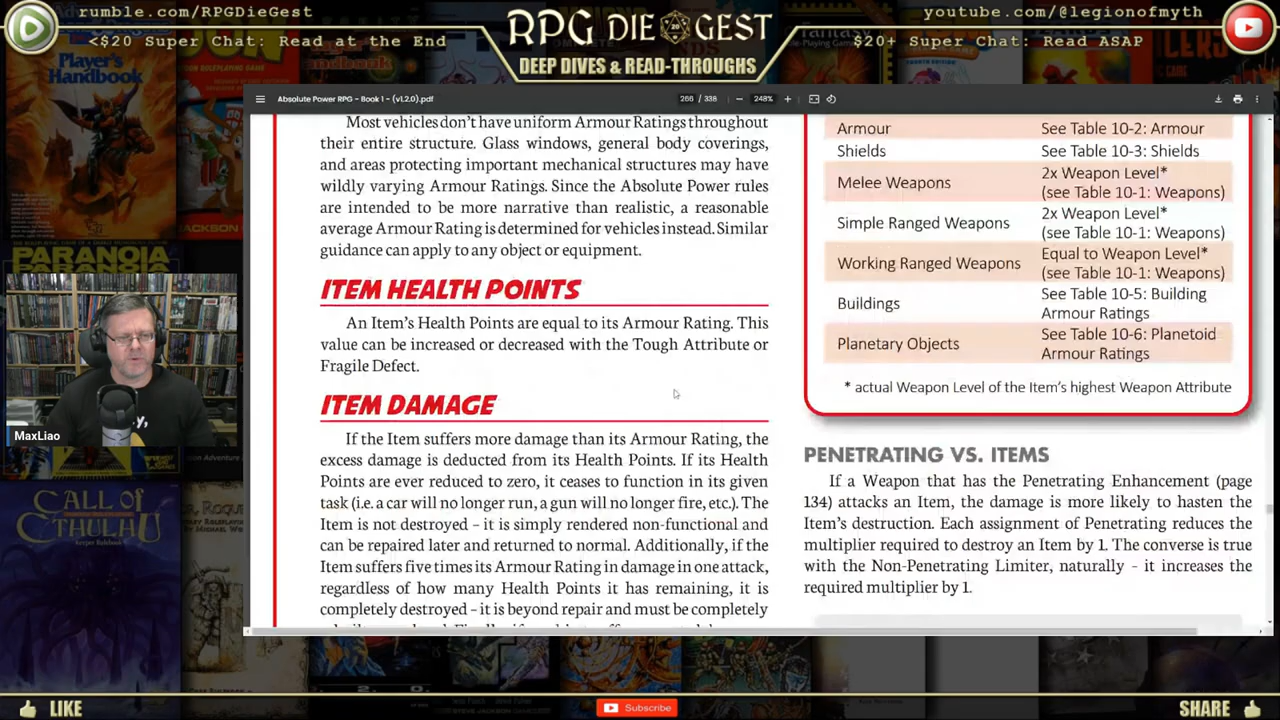 rumble.com/RPGDieGest
<$20 Super Chat: Read at the End
RPG DIE GEST
DEEP DIVES & READ-THROUGHS
youtube.com/@legionofmyth
$20+ Super Chat: Read ASAP
Player's
Handbook
PARANOIA
CALL OF
CTHULHU
MaxLiao
Absolute Power RPG – Book 1 – (v1.2.0).pdf
266 / 338
248%
Most vehicles don't have uniform Armour Ratings throughout
their entire structure. Glass windows, general body coverings,
and areas protecting important mechanical structures may have
wildly varying Armour Ratings. Since the Absolute Power rules
are intended to be more narrative than realistic, a reasonable
average Armour Rating is determined for vehicles instead. Similar
guidance can apply to any object or equipment.
ITEM HEALTH POINTS
An Item's Health Points are equal to its Armour Rating. This
value can be increased or decreased with the Tough Attribute or
Fragile Defect.
ITEM DAMAGE
If the Item suffers more damage than its Armour Rating, the
excess damage is deducted from its Health Points. If its Health
Points are ever reduced to zero, it ceases to function in its given
task (i.e. a car will no longer run, a gun will no longer fire, etc.). The
Item is not destroyed – it is simply rendered non-functional and
can be repaired later and returned to normal. Additionally, if the
Item suffers five times its Armour Rating in damage in one attack,
regardless of how many Health Points it has remaining, it is
completely destroyed – it is beyond repair and must be completely
Armour See Table 10-2: Armour
Shields See Table 10-3: Shields
Melee Weapons 2x Weapon Level*
(see Table 10-1: Weapons)
Simple Ranged Weapons 2x Weapon Level*
(see Table 10-1: Weapons)
Working Ranged Weapons Equal to Weapon Level*
(see Table 10-1: Weapons)
Buildings See Table 10-5: Building
Armour Ratings
Planetary Objects See Table 10-6: Planetoid
Armour Ratings
* actual Weapon Level of the Item's highest Weapon Attribute
PENETRATING VS. ITEMS
If a Weapon that has the Penetrating Enhancement (page
134) attacks an Item, the damage is more likely to hasten the
Item's destruction. Each assignment of Penetrating reduces the
multiplier required to destroy an Item by 1. The converse is true
with the Non-Penetrating Limiter, naturally – it increases the
required multiplier by 1.
LIKE
Subscribe
SHARE